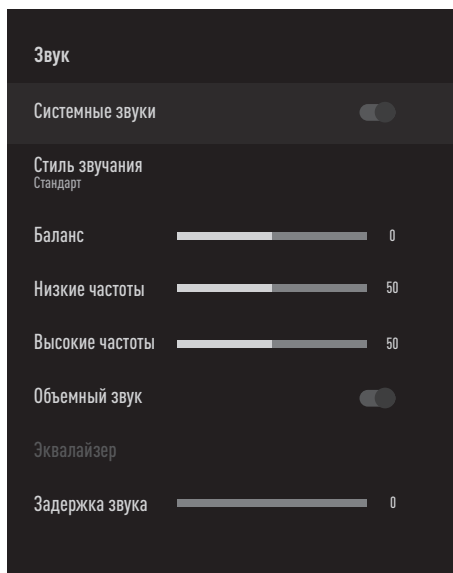 Звук
Системные звуки
Стиль звучания
Стандарт
Баланс 0
Низкие частоты 50
Высокие частоты 50
Объемный звук
Эквалайзер
Задержка звука 0